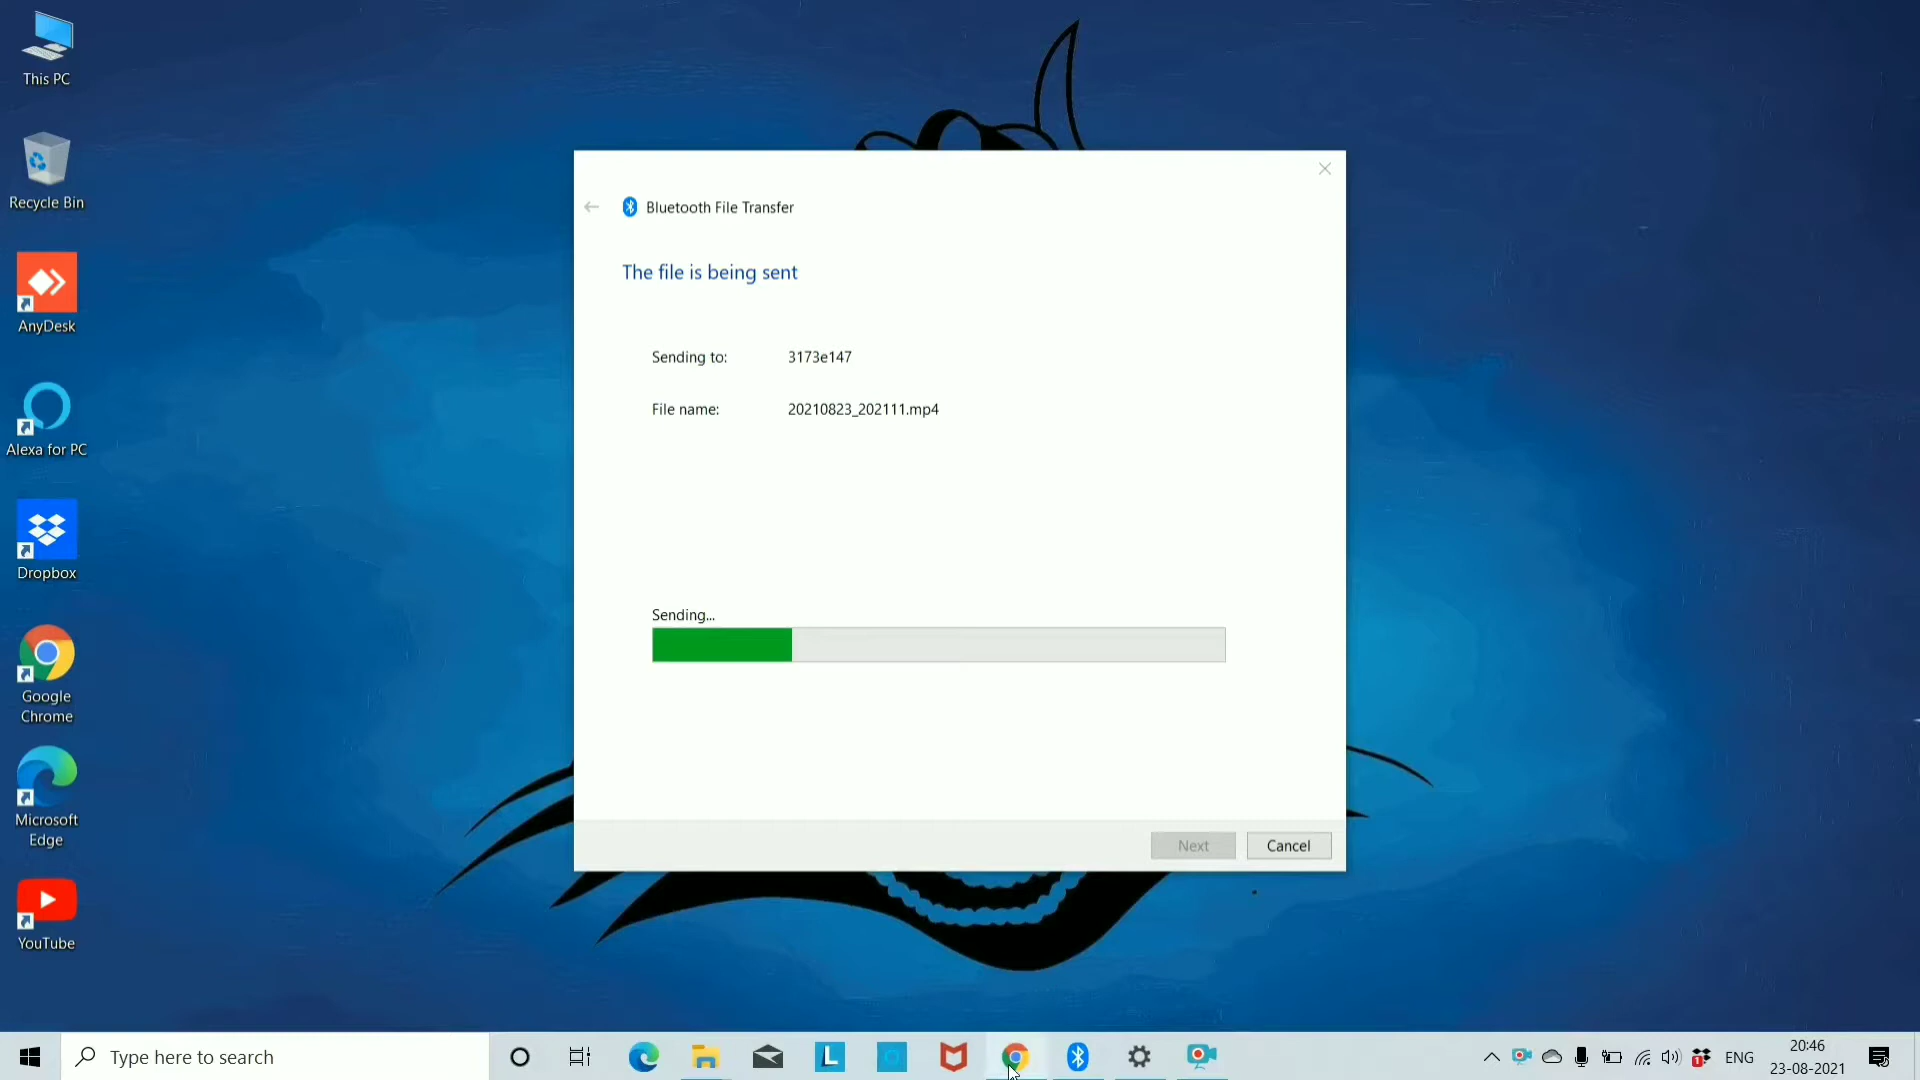 This PC
Recycle Bin
AnyDesk
Alexa for PC
Dropbox
Google
Chrome
Microsoft
Edge
YouTube
Bluetooth File Transfer
The file is being sent
Sending to: 3173e147
File name: 20210823_202111.mp4
Sending...
Next Cancel
Type here to search
L
1
ENG
20:46
23-08-2021